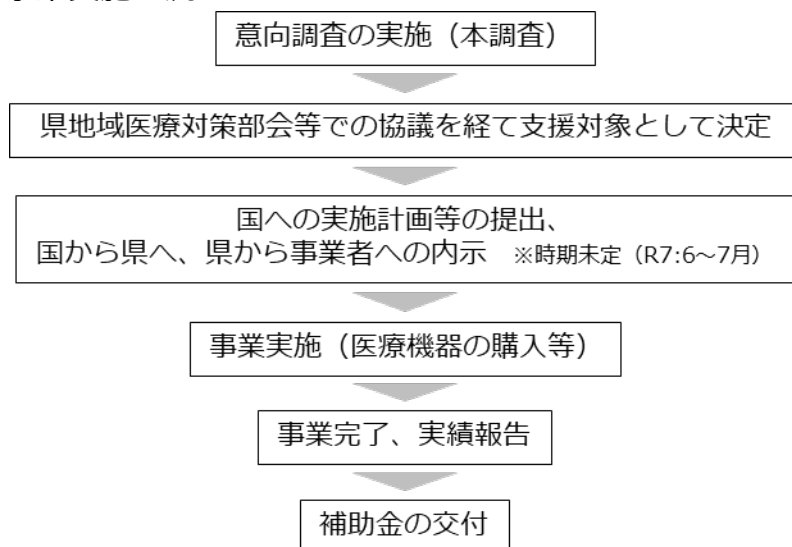 意向調査の実施（本調査）
県地域医療対策部会等での協議を経て支援対象として決定
国への実施計画等の提出、
国から県へ、県から事業者への内示　※時期未定（R7:6～7月）
事業実施（医療機器の購入等）
事業完了、実績報告
補助金の交付